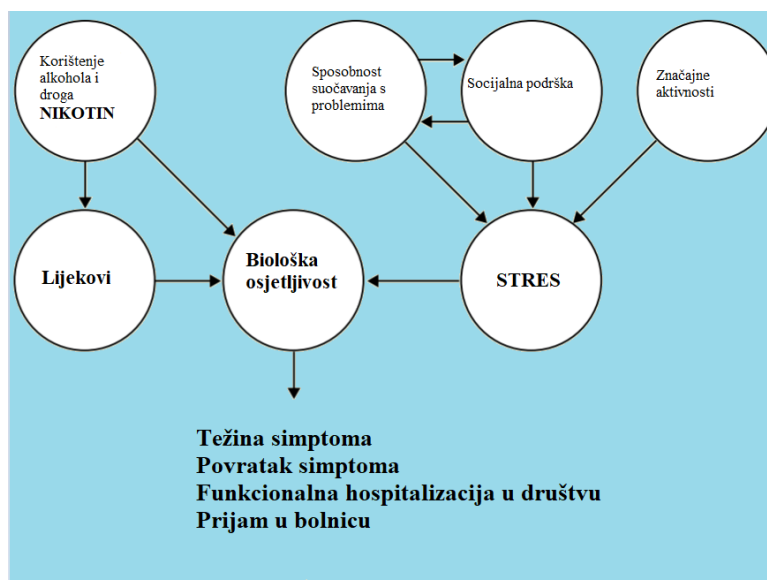 Korištenje
alkohola i
droga
NIKOTIN
Sposobnost
suočavanja s
problemima
Socijalna podrška
Značajne
aktivnosti
Lijekovi
Biološka
osjetljivost
STRES
Težina simptoma
Povratak simptoma
Funkcionalna hospitalizacija u društvu
Prijam u bolnicu